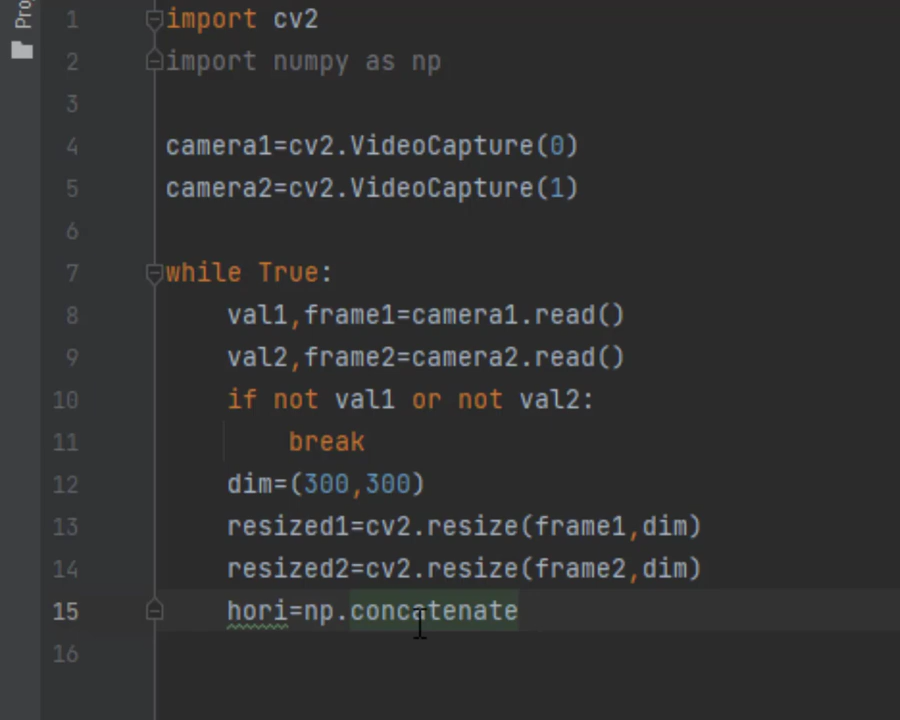 Pro
1 import cv2
2 import numpy as np
3
4 camera1=cv2.VideoCapture(0)
5 camera2=cv2.VideoCapture(1)
6
7 while True:
8 val1,frame1=camera1.read()
9 val2,frame2=camera2.read()
10 if not val1 or not val2:
11 break
12 dim=(300,300)
13 resized1=cv2.resize(frame1,dim)
14 resized2=cv2.resize(frame2,dim)
15 hori=np.concatenate
16